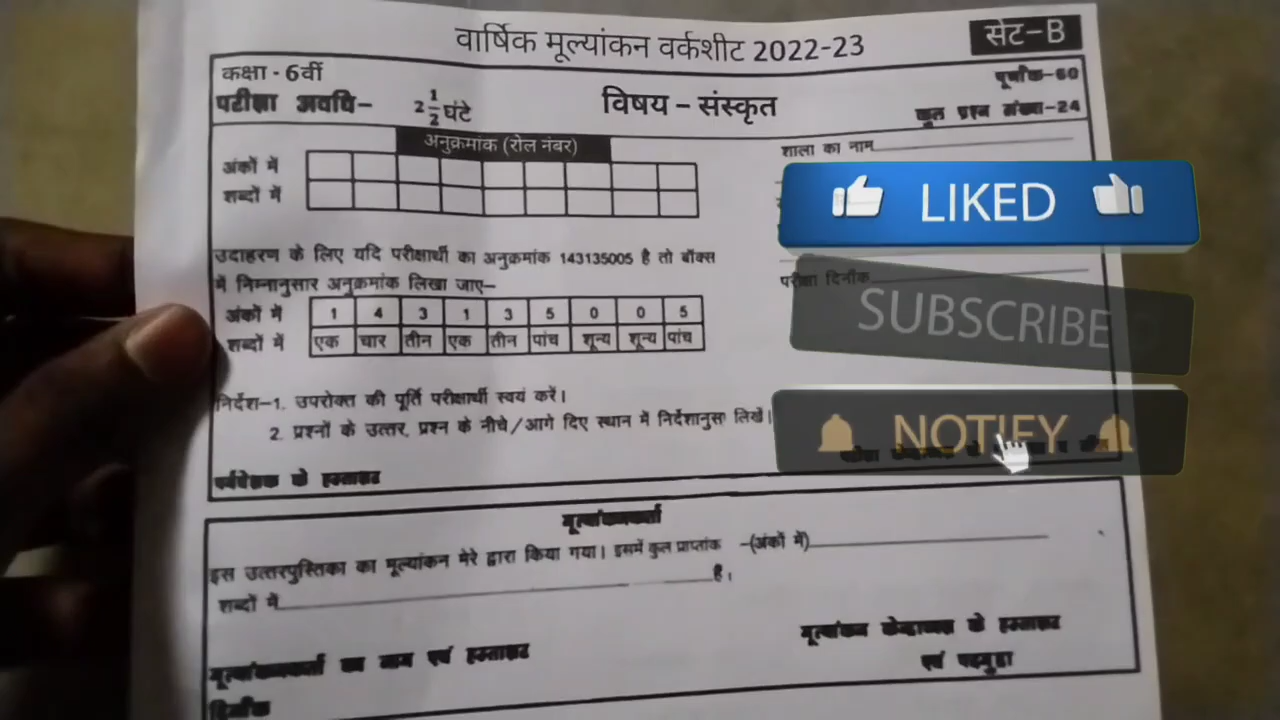 वार्षिक मूल्यांकन वर्कशीट 2022-23
सेट-B
कक्षा - 6वीं
पूर्णांक-60
परीक्षा अवधि- 2 1/2 घंटे
विषय - संस्कृत
कुल प्रश्न संख्या-24
अनुक्रमांक (रोल नंबर)
शाला का नाम
अंकों में
शब्दों में
LIKED
उदाहरण के लिए यदि परीक्षार्थी का अनुक्रमांक 143135005 है तो बॉक्स
में निम्नानुसार अनुक्रमांक लिखा जाए-
परीक्षा दिनाँक
अंकों में 1 4 3 1 3 5 0 0 5
शब्दों में एक चार तीन एक तीन पांच शून्य शून्य पांच
SUBSCRIBE
निर्देश-1. उपरोक्त की पूर्ति परीक्षार्थी स्वयं करें।
2. प्रश्नों के उत्तर, प्रश्न के नीचे/आगे दिए स्थान में निर्देशानुसा लिखें।
NOTIFY
पर्यवेक्षक के हस्ताक्षर
मूल्यांकनकर्ता
इस उत्तरपुस्तिका का मूल्यांकन मेरे द्वारा किया गया। इसमें कुल प्राप्तांक -(अंकों में)
शब्दों में है।
मूल्यांकनकर्ता का नाम एवं हस्ताक्षर
मूल्यांकन केन्द्राध्यक्ष के हस्ताक्षर
एवं पदमुद्रा
दिनाँक